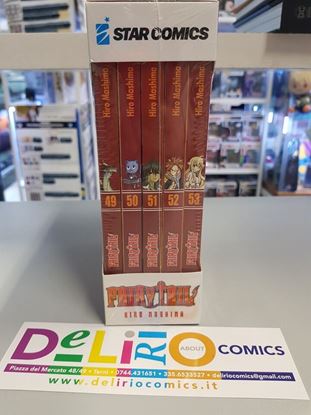 STAR COMICS
Hiro Mashima
Hiro Mashima
Hiro Mashima
Hiro Mashima
Hiro Mashima
49
50
51
52
53
FAIRY TAIL
FAIRY TAIL
FAIRY TAIL
FAIRY TAIL
FAIRY TAIL
FAIRY TAIL
HIRO MASHIMA
DELIRI ABOUT COMICS
Piazza del Mercato 48/49 • Terni • 0744.431651 • 335.6533527 • deliriocomics@gmail.com
www.deliriocomics.it